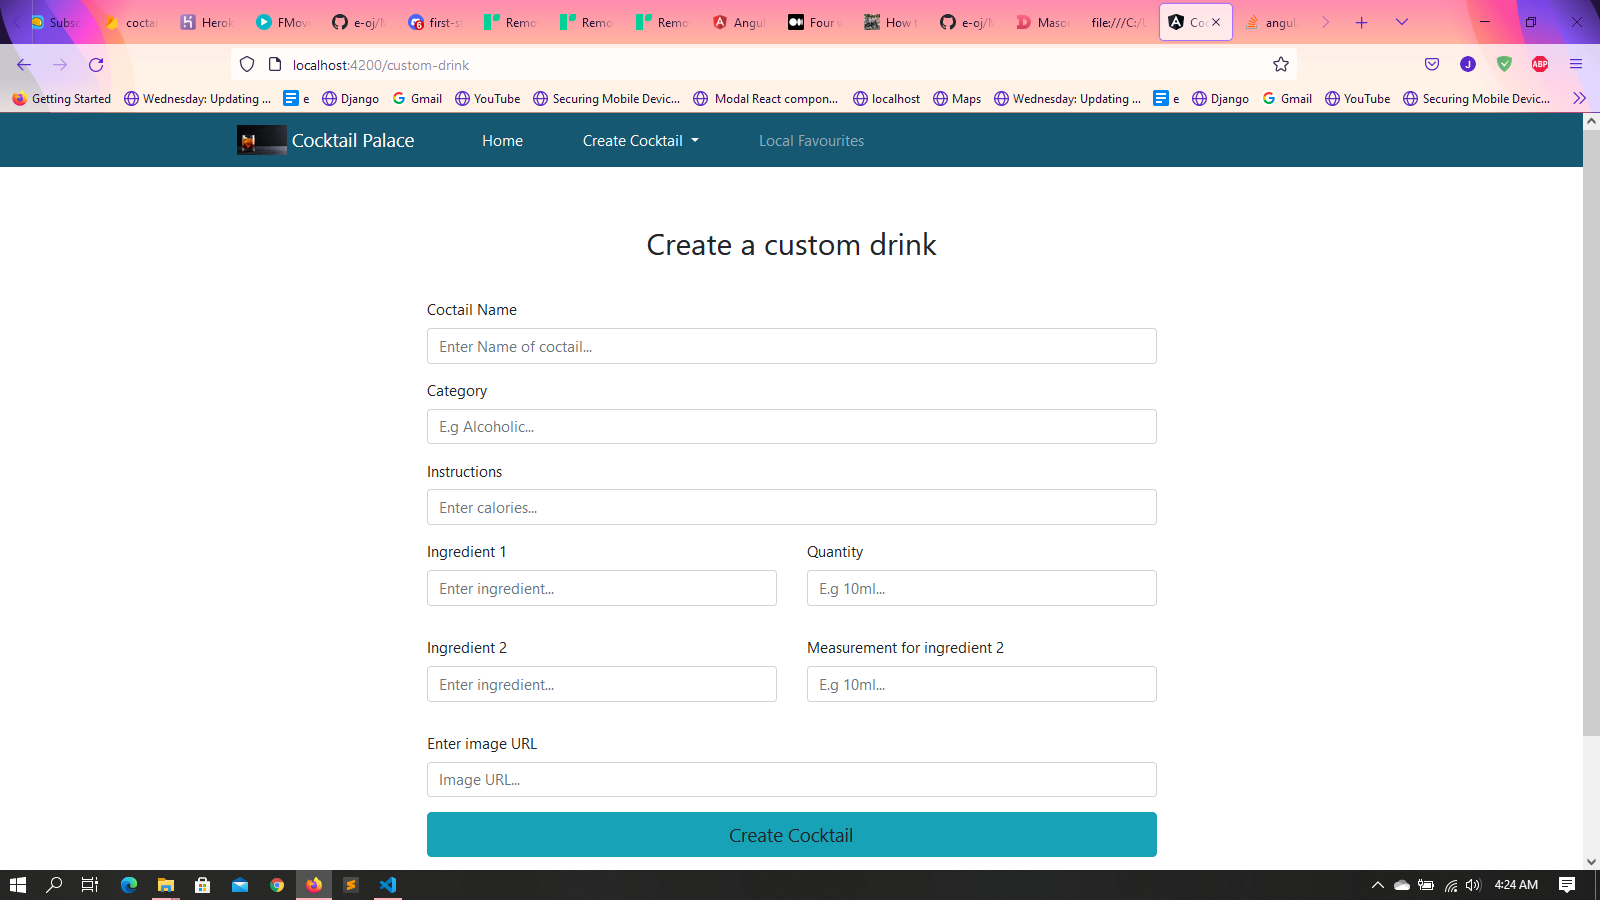 Subsc coctai Herok FMovi e-oj/N first-s Remo Remo Remo Angul Four w How t e-oj/N Mason file:///C:/U Coc angul
localhost:4200/custom-drink
Getting Started Wednesday: Updating ... e Django Gmail YouTube Securing Mobile Devic... Modal React compon... localhost Maps Wednesday: Updating ... e Django Gmail YouTube Securing Mobile Devic...
Cocktail Palace Home Create Cocktail Local Favourites
Create a custom drink
Coctail Name
Enter Name of coctail...
Category
E.g Alcoholic...
Instructions
Enter calories...
Ingredient 1 Quantity
Enter ingredient... E.g 10ml...
Ingredient 2 Measurement for ingredient 2
Enter ingredient... E.g 10ml...
Enter image URL
Image URL...
Create Cocktail
4:24 AM